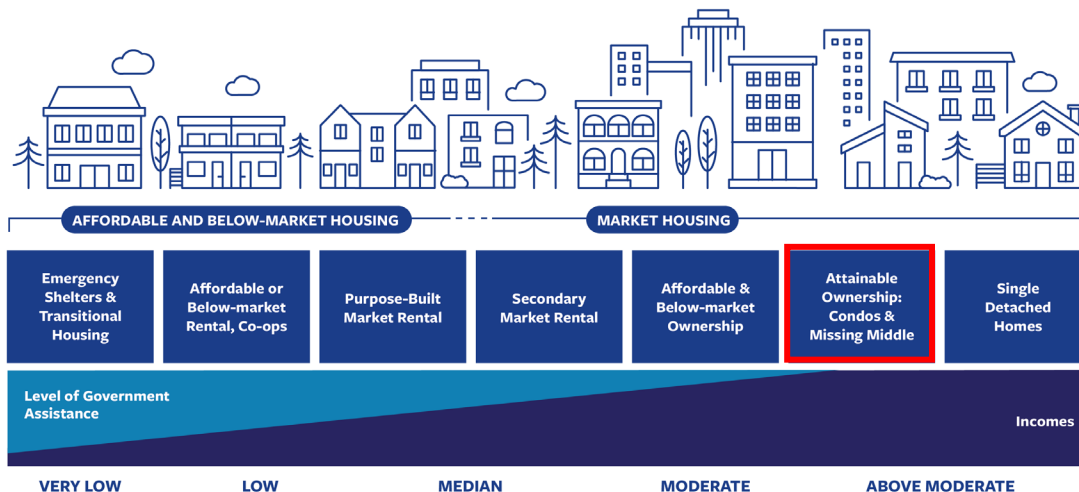 AFFORDABLE AND BELOW-MARKET HOUSING
MARKET HOUSING
Emergency
Shelters &
Transitional
Housing
Affordable or
Below-market
Rental, Co-ops
Purpose-Built
Market Rental
Secondary
Market Rental
Affordable &
Below-market
Ownership
Attainable
Ownership:
Condos &
Missing Middle
Single
Detached
Homes
Level of Government
Assistance
Incomes
VERY LOW
LOW
MEDIAN
MODERATE
ABOVE MODERATE